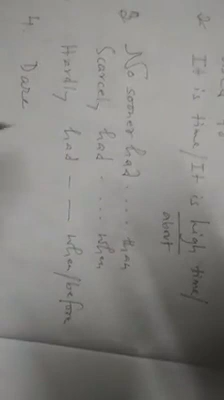 2. It is time/It is high time/
about
3. No sooner had .... than
Scarcely had .... when
Hardly had - - when/before
4. Dare